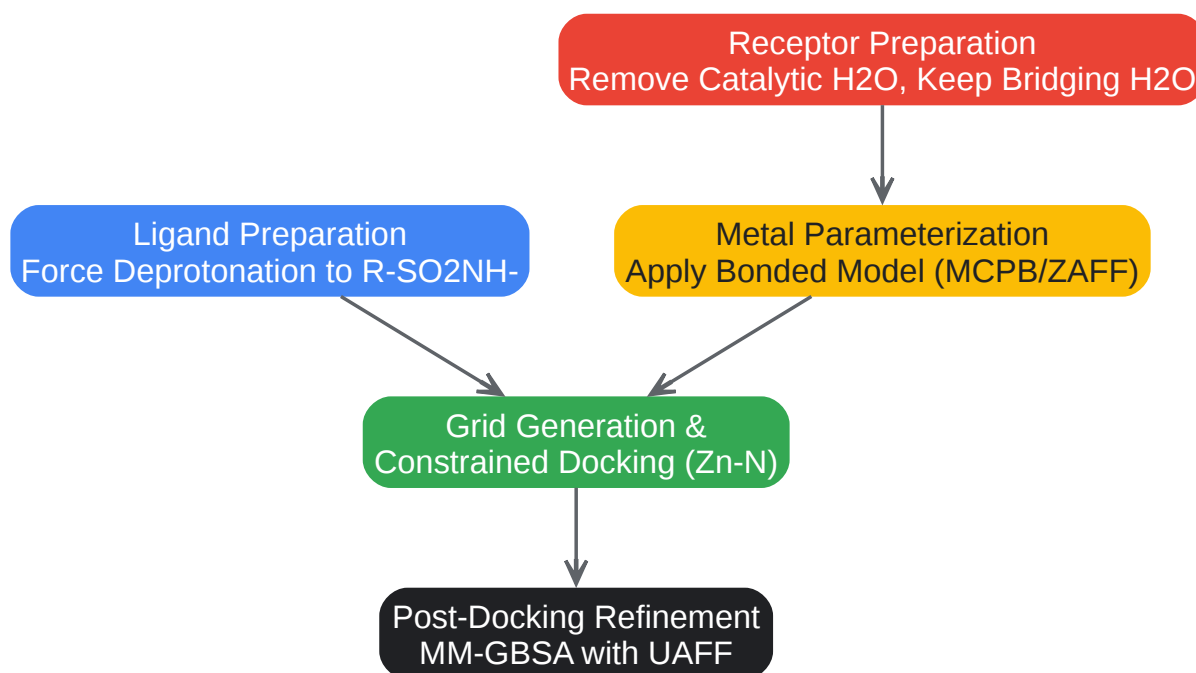 Receptor Preparation
Remove Catalytic H2O, Keep Bridging H2O
Ligand Preparation
Force Deprotonation to R-SO2NH-
Metal Parameterization
Apply Bonded Model (MCPB/ZAFF)
Grid Generation &
Constrained Docking (Zn-N)
Post-Docking Refinement
MM-GBSA with UAFF